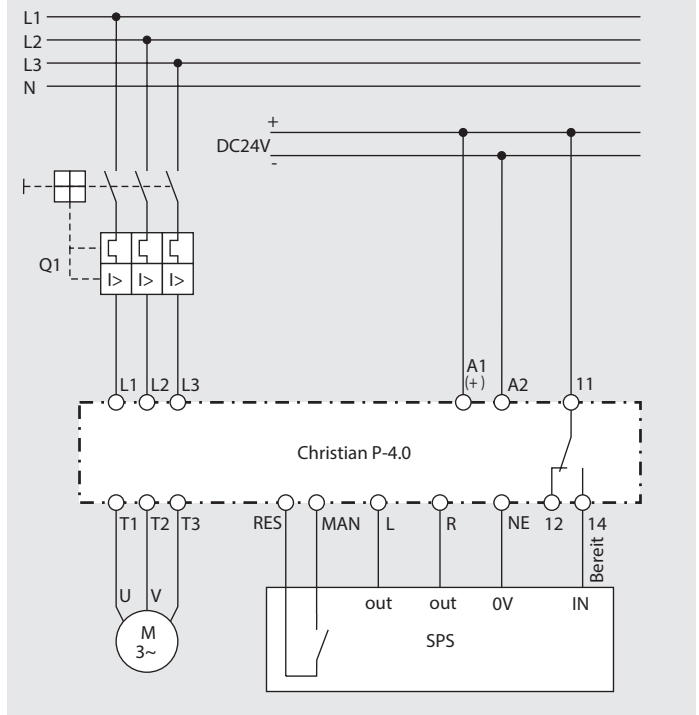 L1
L2
L3
N
+
DC24V
-
Q1
I> I> I>
L1 L2 L3
A1
(+) A2 11
Christian P-4.0
T1 T2 T3 RES MAN L R NE 12 14
Bereit
U V
M
3~
out out 0V IN
SPS